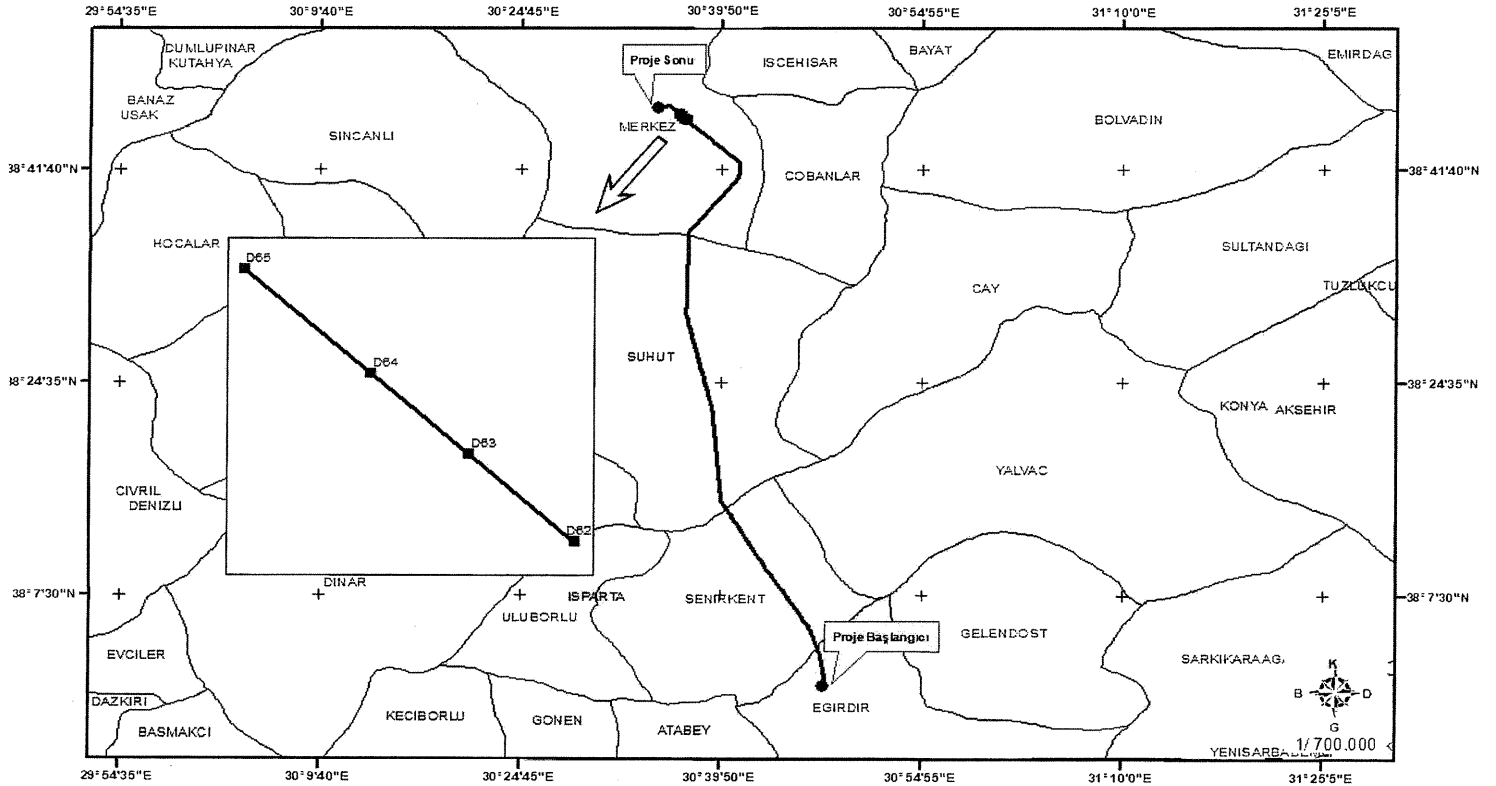 29°54'35"E 30°9'40"E 30°24'45"E 30°39'50"E 30°54'55"E 31°10'0"E 31°25'5"E
DUMLUPINAR
KUTAHYA
Proje Sonu
ISCEHISAR
BAYAT
EMIRDAG
BANAZ
USAK
SINCANLI
MERKEZ
BOLVADIN
38°41'40"N
38°41'40"N
COBANLAR
HOCALAR
SULTANDAGI
D65
CAY
TUZLUKCU
SUHUT
D64
38°24'35"N
38°24'35"N
KONYA AKSEHIR
D63
YALVAC
CIVRIL
DENIZLI
D62
DINAR
38°7'30"N
ISPARTA
SENIRKENT
38°7'30"N
ULUBORLU
Proje Başlangıcı
GELENDOST
EVCILER
SARKIKARAAG
K
B D
G
DAZKIRI
KECIBORLU
GONEN
ATABEY
EGIRDIR
BASMAKCI
1/700.000
29°54'35"E 30°9'40"E 30°24'45"E 30°39'50"E 30°54'55"E 31°10'0"E 31°25'5"E